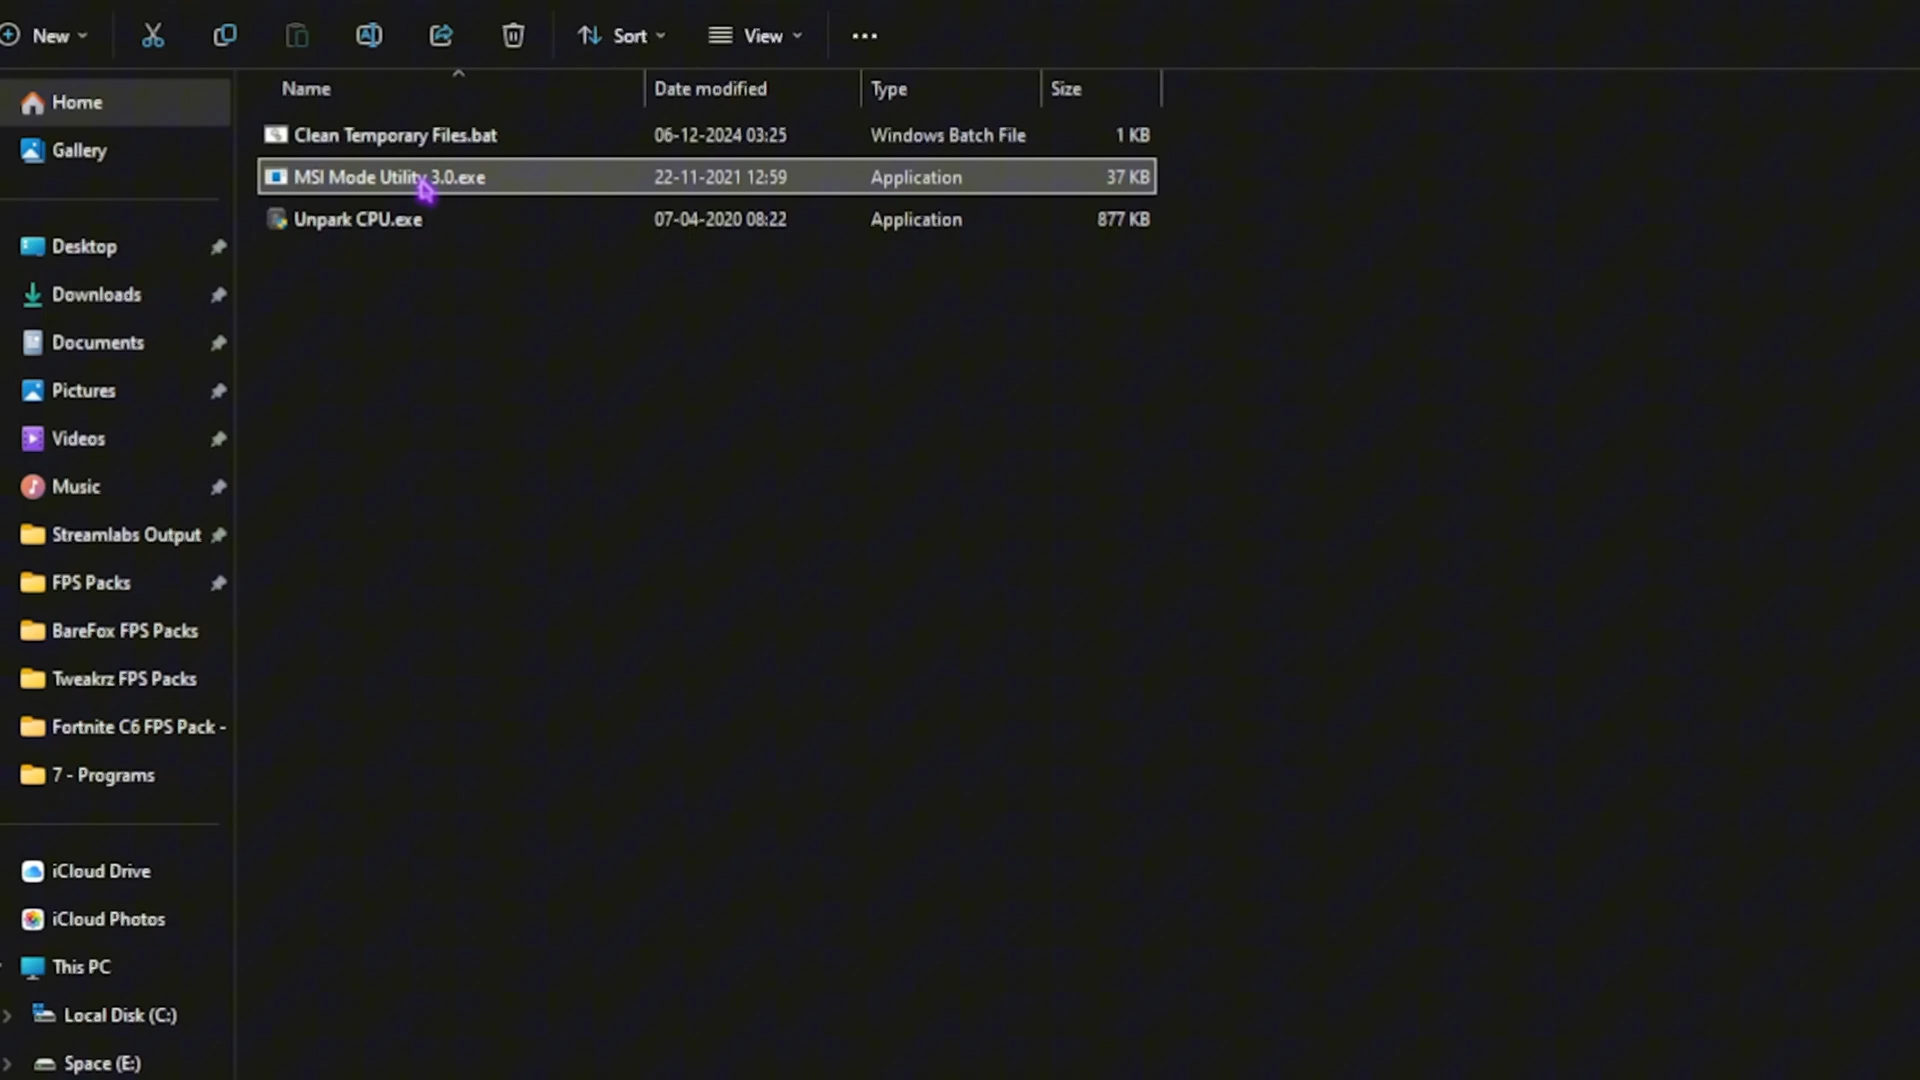 New
Sort
View
Name
Date modified
Type
Size
Clean Temporary Files.bat
06-12-2024 03:25
Windows Batch File
1 KB
MSI Mode Utility 3.0.exe
22-11-2021 12:59
Application
37 KB
Unpark CPU.exe
07-04-2020 08:22
Application
877 KB
Home
Gallery
Desktop
Downloads
Documents
Pictures
Videos
Music
Streamlabs Output
FPS Packs
BareFox FPS Packs
Tweakrz FPS Packs
Fortnite C6 FPS Pack -
7 - Programs
iCloud Drive
iCloud Photos
This PC
Local Disk (C:)
Space (E:)